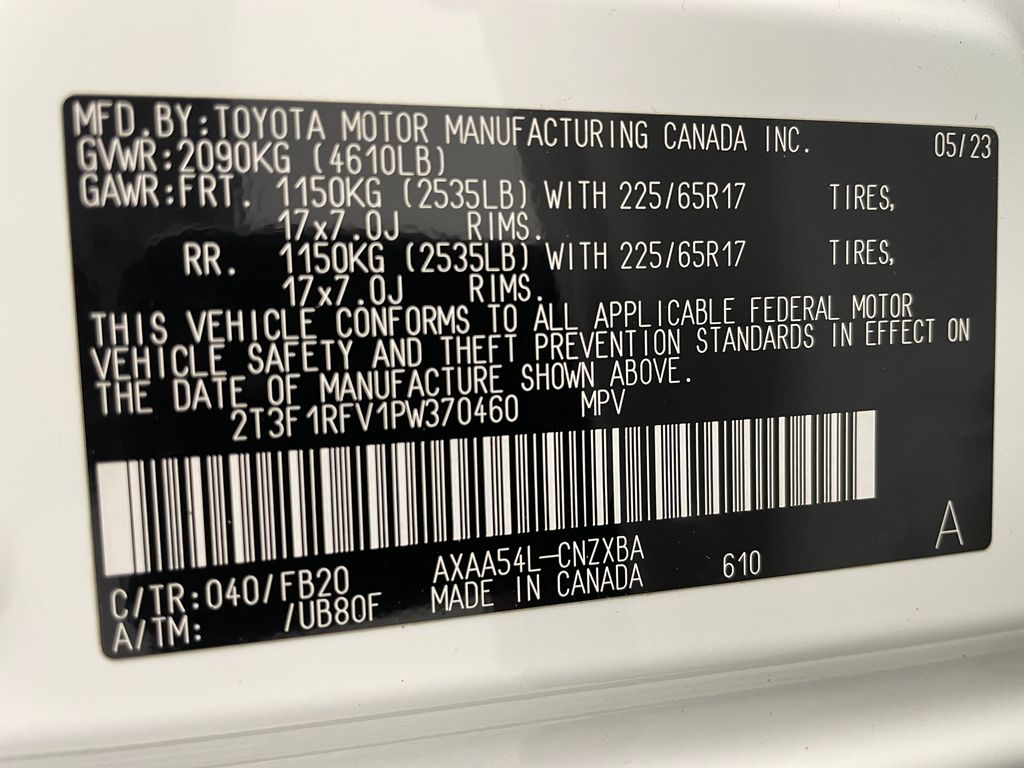 MFD.BY:TOYOTA MOTOR MANUFACTURING CANADA INC. 05/23
GVWR:2090KG (4610LB)
GAWR:FRT. 1150KG (2535LB) WITH 225/65R17 TIRES,
17x7.0J RIMS.
RR. 1150KG (2535LB) WITH 225/65R17 TIRES,
17x7.0J RIMS.
THIS VEHICLE CONFORMS TO ALL APPLICABLE FEDERAL MOTOR
VEHICLE SAFETY AND THEFT PREVENTION STANDARDS IN EFFECT ON
THE DATE OF MANUFACTURE SHOWN ABOVE.
2T3F1RFV1PW370460 MPV
C/TR:040/FB20 AXAA54L-CNZXBA 610 A
A/TM: /UB80F MADE IN CANADA